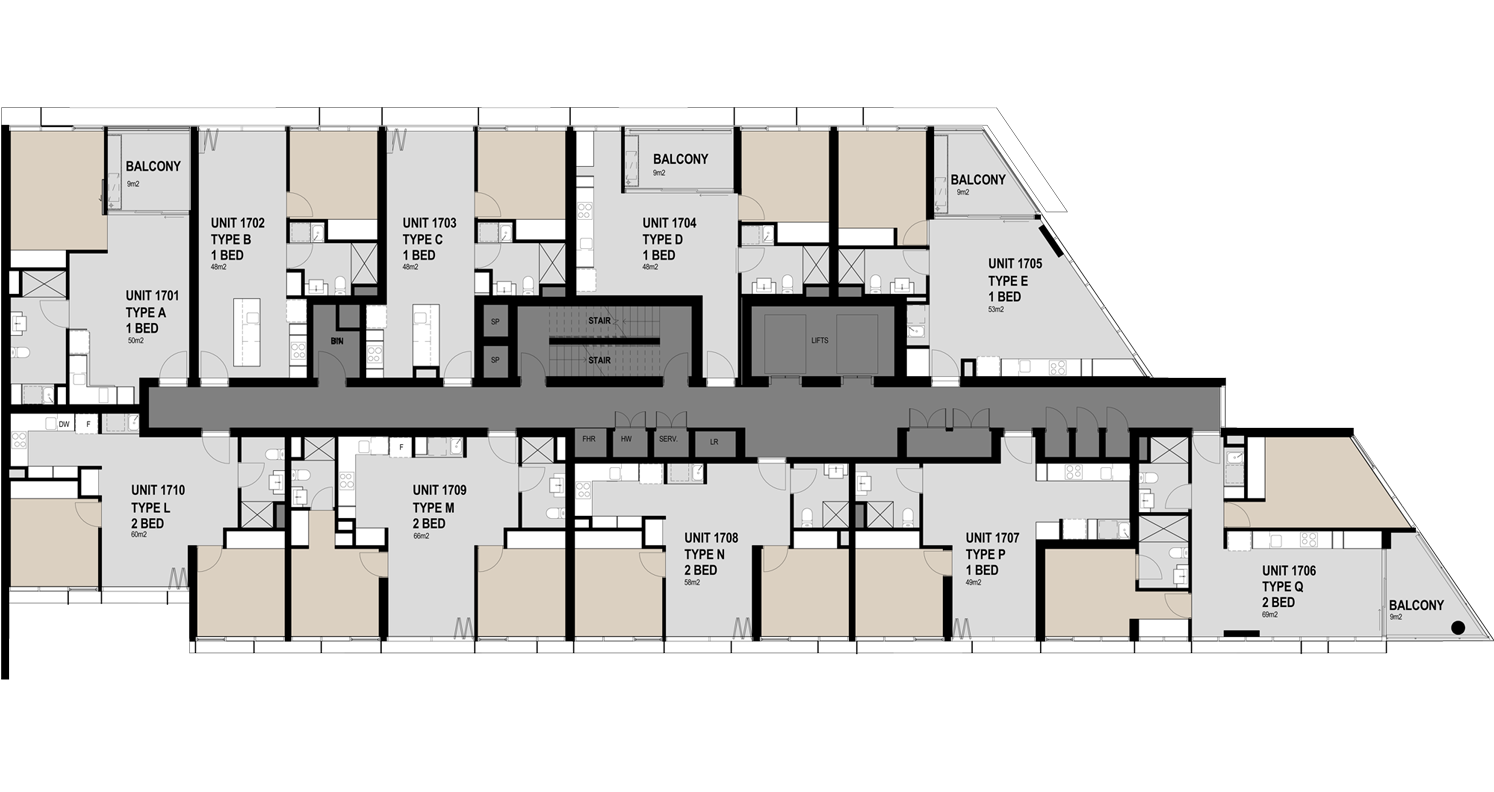 BALCONY
9m2
UNIT 1701
TYPE A
1 BED
50m2
UNIT 1702
TYPE B
1 BED
48m2
BIN
UNIT 1703
TYPE C
1 BED
48m2
SP
SP
STAIR
STAIR
BALCONY
9m2
UNIT 1704
TYPE D
1 BED
48m2
LIFTS
BALCONY
9m2
UNIT 1705
TYPE E
1 BED
53m2
DW
F
UNIT 1710
TYPE L
2 BED
60m2
F
UNIT 1709
TYPE M
2 BED
66m2
FHR
HW
SERV.
LR
UNIT 1708
TYPE N
2 BED
58m2
UNIT 1707
TYPE P
1 BED
49m2
UNIT 1706
TYPE Q
2 BED
69m2
BALCONY
9m2